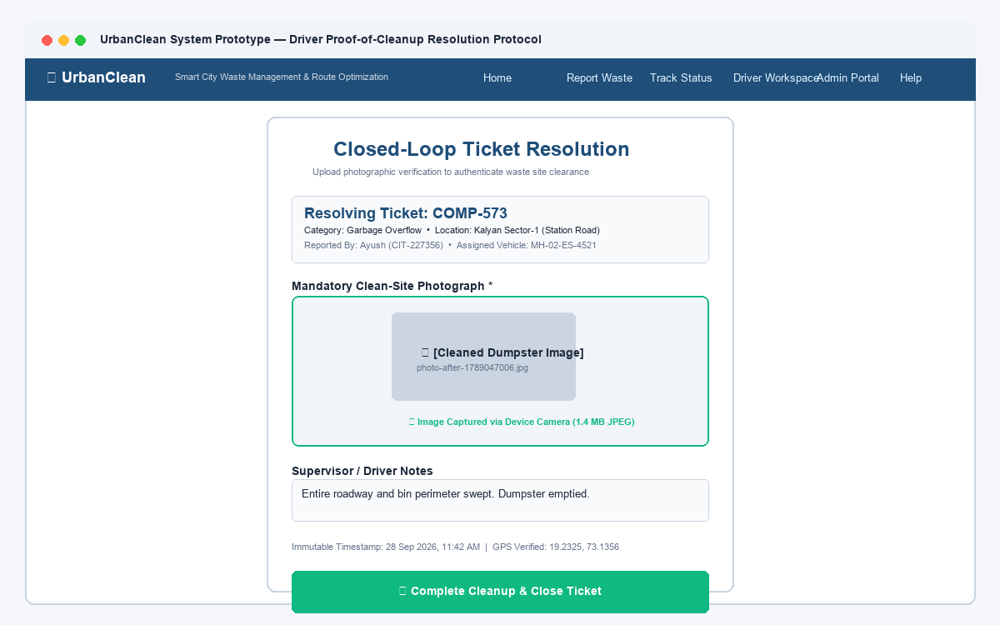 UrbanClean System Prototype — Driver Proof-of-Cleanup Resolution Protocol
UrbanClean
Smart City Waste Management & Route Optimization
Home
Report Waste
Track Status
Driver Workspace
Admin Portal
Help
Closed-Loop Ticket Resolution
Upload photographic verification to authenticate waste site clearance
Resolving Ticket: COMP-573
Category: Garbage Overflow • Location: Kalyan Sector-1 (Station Road)
Reported By: Ayush (CIT-227356) • Assigned Vehicle: MH-02-ES-4521
Mandatory Clean-Site Photograph *
[Cleaned Dumpster Image]
photo-after-1789047006.jpg
Image Captured via Device Camera (1.4 MB JPEG)
Supervisor / Driver Notes
Entire roadway and bin perimeter swept. Dumpster emptied.
Immutable Timestamp: 28 Sep 2026, 11:42 AM | GPS Verified: 19.2325, 73.1356
Complete Cleanup & Close Ticket